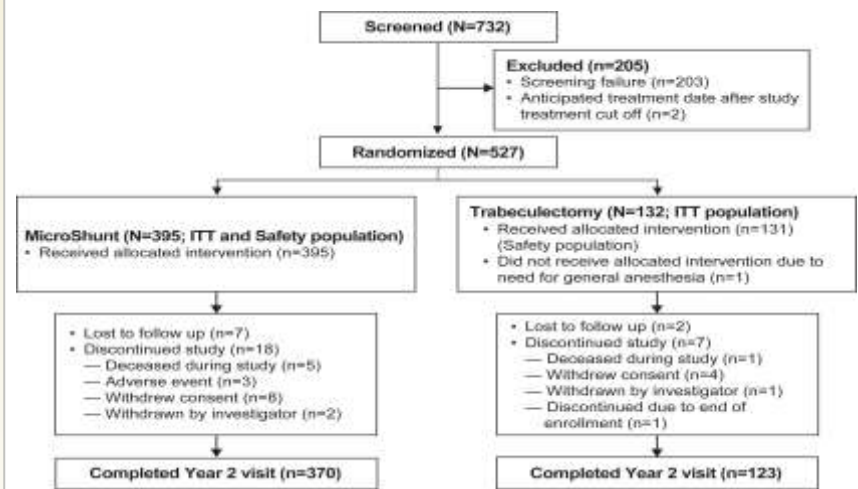 Screened (N=732)
Excluded (n=205)
• Screening failure (n=203)
• Anticipated treatment date after study
treatment cut off (n=2)
Randomized (N=527)
MicroShunt (N=395; ITT and Safety population)
• Received allocated intervention (n=395)
Trabeculectomy (N=132; ITT population)
• Received allocated intervention (n=131)
(Safety population)
• Did not receive allocated intervention due to
need for general anesthesia (n=1)
• Lost to follow up (n=7)
• Discontinued study (n=18)
— Deceased during study (n=5)
— Adverse event (n=3)
— Withdrew consent (n=8)
— Withdrawn by investigator (n=2)
• Lost to follow up (n=2)
• Discontinued study (n=7)
— Deceased during study (n=1)
— Withdrew consent (n=4)
— Withdrawn by investigator (n=1)
— Discontinued due to end of
enrollment (n=1)
Completed Year 2 visit (n=370)
Completed Year 2 visit (n=123)